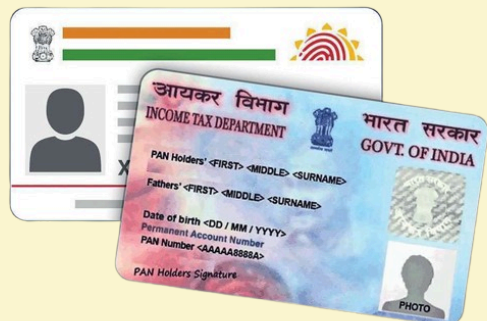 आयकर विभाग
INCOME TAX DEPARTMENT
भारत सरकार
GOVT. OF INDIA
PAN Holders' <FIRST> <MIDDLE> <SURNAME>
Fathers' <FIRST> <MIDDLE> <SURNAME>
Date of birth <DD / MM / YYYY>
Permanent Account Number
PAN Number <AAAAA8888A>
PAN Holders Signature
PHOTO
X